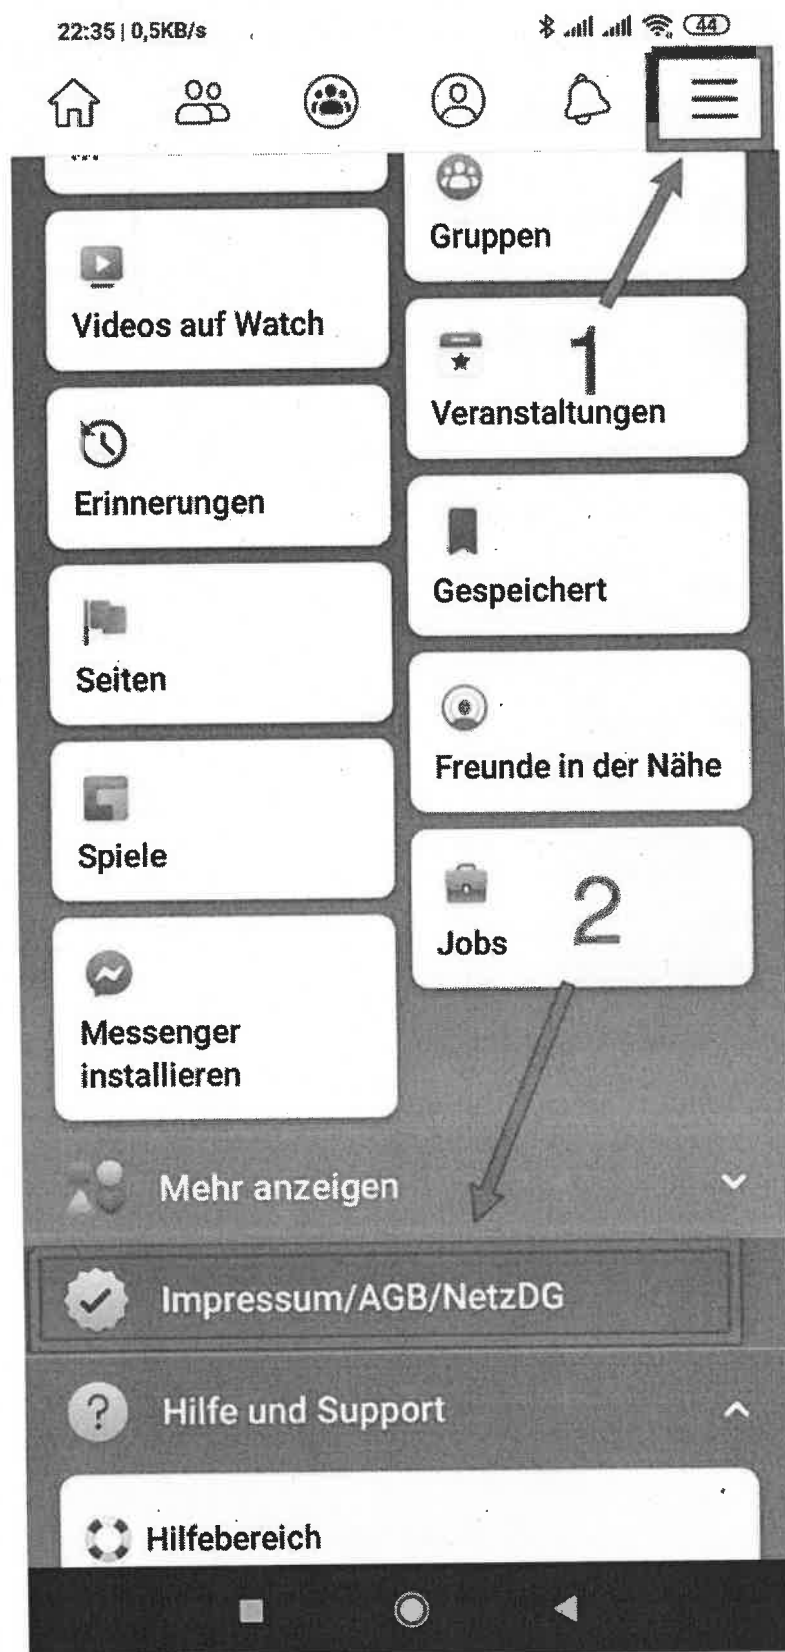 22:35 | 0,5KB/s
44
Gruppen
Videos auf Watch
1
Veranstaltungen
Erinnerungen
Gespeichert
Seiten
Freunde in der Nähe
Spiele
2
Jobs
Messenger
installieren
Mehr anzeigen
Impressum/AGB/NetzDG
? Hilfe und Support
Hilfebereich